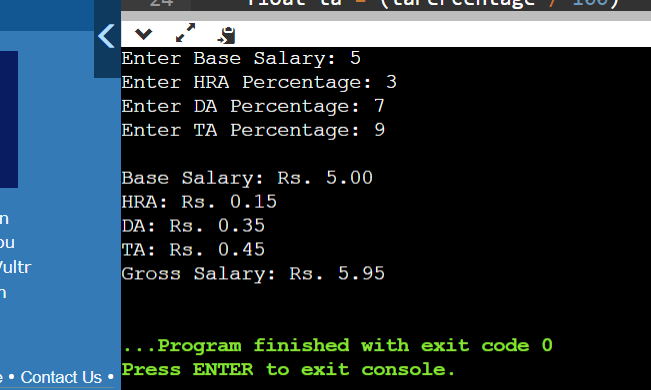 24 float ta = (taPercentage / 100)
Enter Base Salary: 5
Enter HRA Percentage: 3
Enter DA Percentage: 7
Enter TA Percentage: 9
Base Salary: Rs. 5.00
HRA: Rs. 0.15
DA: Rs. 0.35
TA: Rs. 0.45
Gross Salary: Rs. 5.95
...Program finished with exit code 0
Press ENTER to exit console.
• Contact Us •